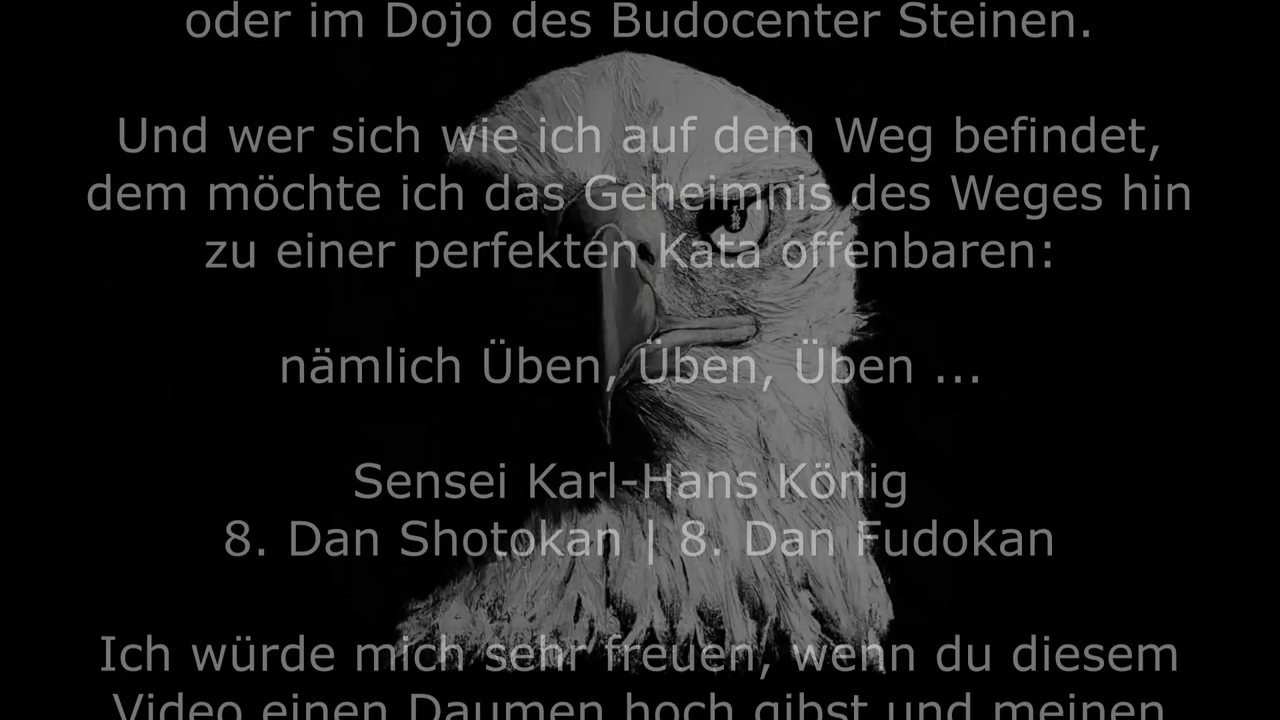 oder im Dojo des Budocenter Steinen.
Und wer sich wie ich auf dem Weg befindet,
dem möchte ich das Geheimnis des Weges hin
zu einer perfekten Kata offenbaren:
nämlich Üben, Üben, Üben ...
Sensei Karl-Hans König
8. Dan Shotokan | 8. Dan Fudokan
Ich würde mich sehr freuen, wenn du diesem
Video einen Daumen hoch gibst und meinen